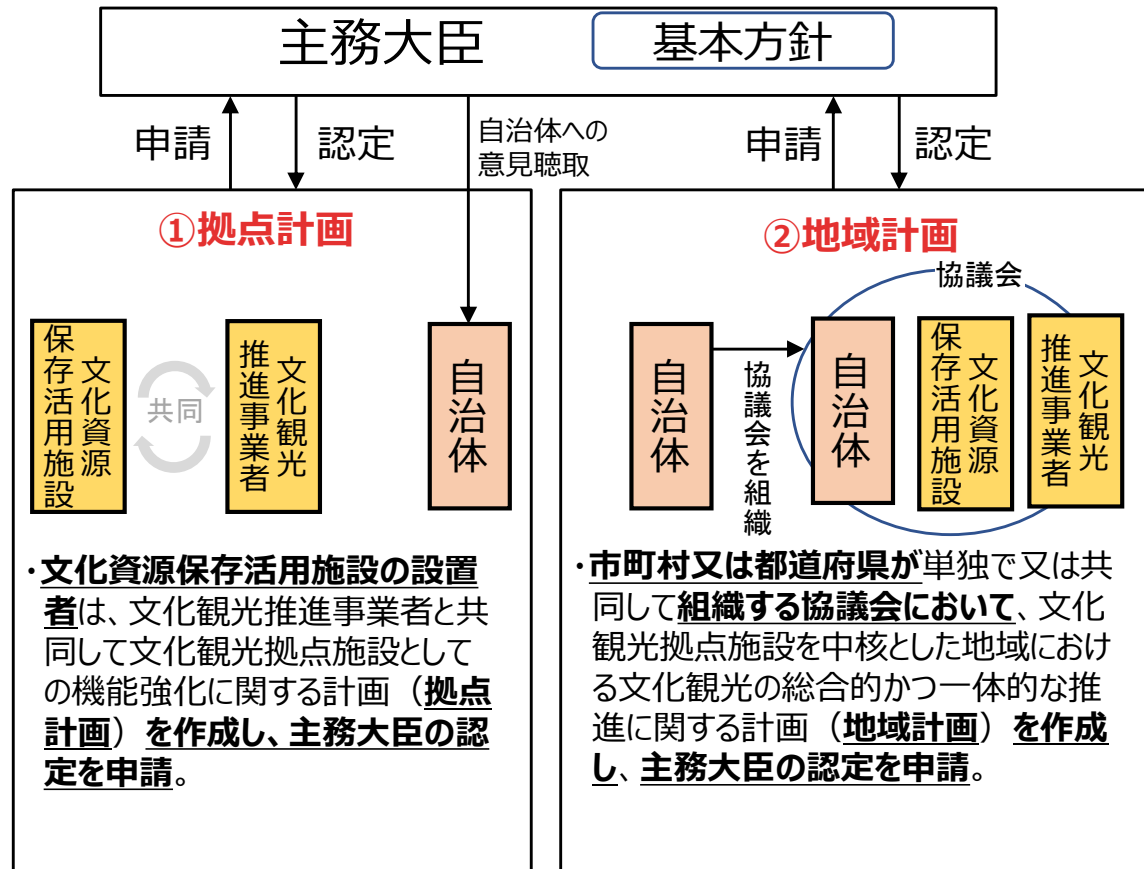 主務大臣
基本方針
申請
認定
自治体への
意見聴取
申請
認定
①拠点計画
文化資源
保存活用施設
共同
文化観光
推進事業者
自治体
・文化資源保存活用施設の設置
者は、文化観光推進事業者と共
同して文化観光拠点施設として
の機能強化に関する計画（拠点
計画）を作成し、主務大臣の認
定を申請。
②地域計画
協議会
自治体
協議会を組織
自治体
文化資源
保存活用施設
文化観光
推進事業者
・市町村又は都道府県が単独で又は共
同して組織する協議会において、文化
観光拠点施設を中核とした地域におけ
る文化観光の総合的かつ一体的な推
進に関する計画（地域計画）を作成
し、主務大臣の認定を申請。